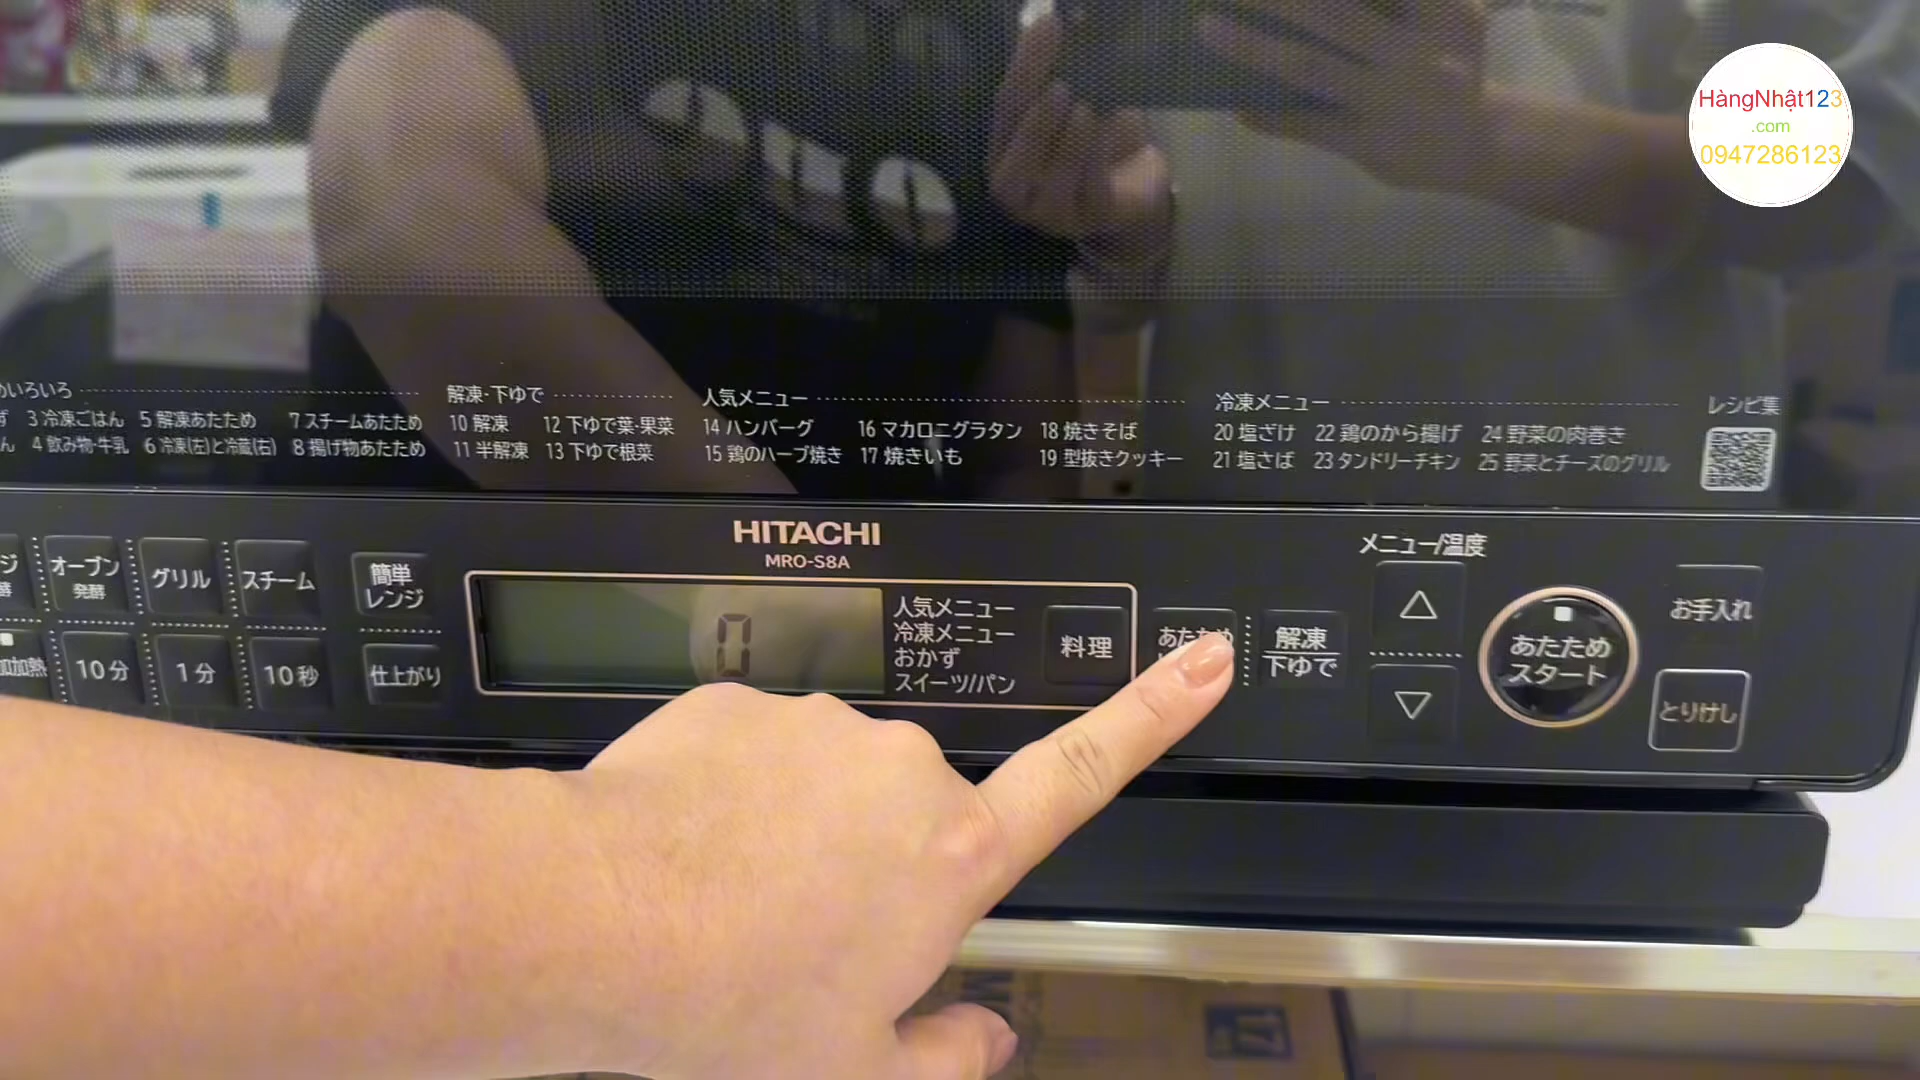 HàngNhật123
.com
0947286123
いろいろ
解凍・下ゆで
人気メニュー
冷凍メニュー
レシピ集
3 冷凍ごはん 5 解凍あたため 7 スチームあたため
4 飲み物・牛乳 6 冷凍(左)と冷蔵(右) 8 揚げ物あたため
10 解凍 12 下ゆで葉・果菜
11 半解凍 13 下ゆで根菜
14 ハンバーグ 16 マカロニグラタン 18 焼きそば
15 鶏のハーブ焼き 17 焼きいも 19 型抜きクッキー
20 塩ざけ 22 鶏のから揚げ 24 野菜の肉巻き
21 塩さば 23 タンドリーチキン 25 野菜とチーズのグリル
HITACHI
MRO-S8A
オーブン
発酵
グリル
スチーム
簡単
レンジ
加熱
10分
1分
10秒
仕上がり
0
人気メニュー
冷凍メニュー
おかず
スイーツ/パン
料理
あたため
解凍
下ゆで
メニュー/温度
あたため
スタート
お手入れ
とりけし
17